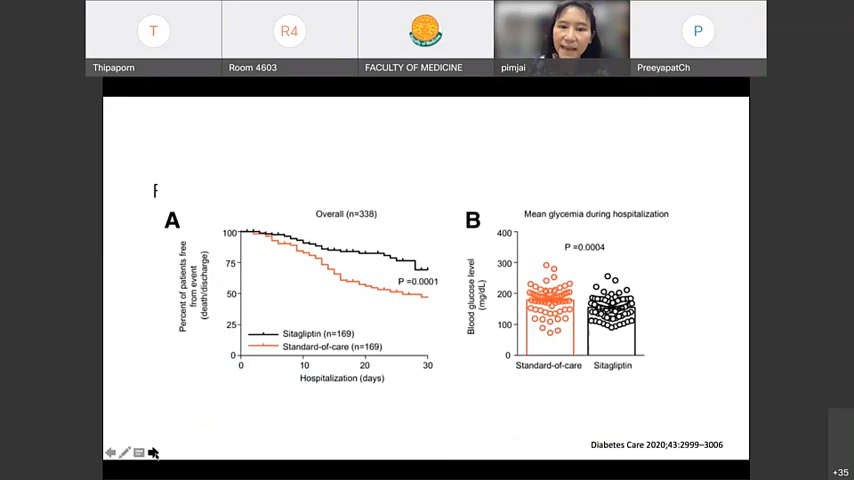 T
R4
P
Thipaporn
Room 4603
FACULTY OF MEDICINE
pimjai
PreeyapatCh
F
A
Overall (n=338)
Percent of patients free
from event
(death/discharge)
100
75
50
25
0
P =0.0001
Sitagliptin (n=169)
Standard-of-care (n=169)
0
10
20
30
Hospitalization (days)
B
Mean glycemia during hospitalization
Blood glucose level
(mg/dL)
400
300
200
100
0
P =0.0004
Standard-of-care
Sitagliptin
Diabetes Care 2020;43:2999–3006
+35